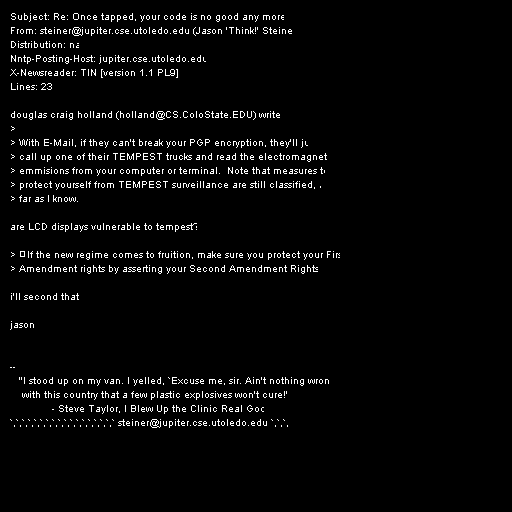 Subject: Re: Once tapped, your code is no good any more
From: steiner@jupiter.cse.utoledo.edu (Jason 'Think!' Steine
Distribution: na
Nntp-Posting-Host: jupiter.cse.utoledo.edu
X-Newsreader: TIN [version 1.1 PL9]
Lines: 23

douglas craig holland (holland@CS.ColoState.EDU) write
>
> With E-Mail, if they can't break your PGP encryption, they'll
> call up one of their TEMPEST trucks and read the electromagnet
> emmisions from your computer or terminal.  Note that measures to
> protect yourself from TEMPEST surveillance are still classified,
> far as I know.

are LCD displays vulnerable to tempest?

> If the new regime comes to fruition, make sure you protect your Firs
> Amendment rights by asserting your Second Amendment Rights

i'll second that

jason

--
"I stood up on my van. I yelled, `Excuse me, sir. Ain't nothing wron
with this country that a few plastic explosives won't cure!'
- Steve Taylor, I Blew Up the Clinic Real Goo
`,`,`,`,`,`,`,`,`,`,`,`,`,`,`,`,`,` steiner@jupiter.cse.utoledo.edu `,`,`,